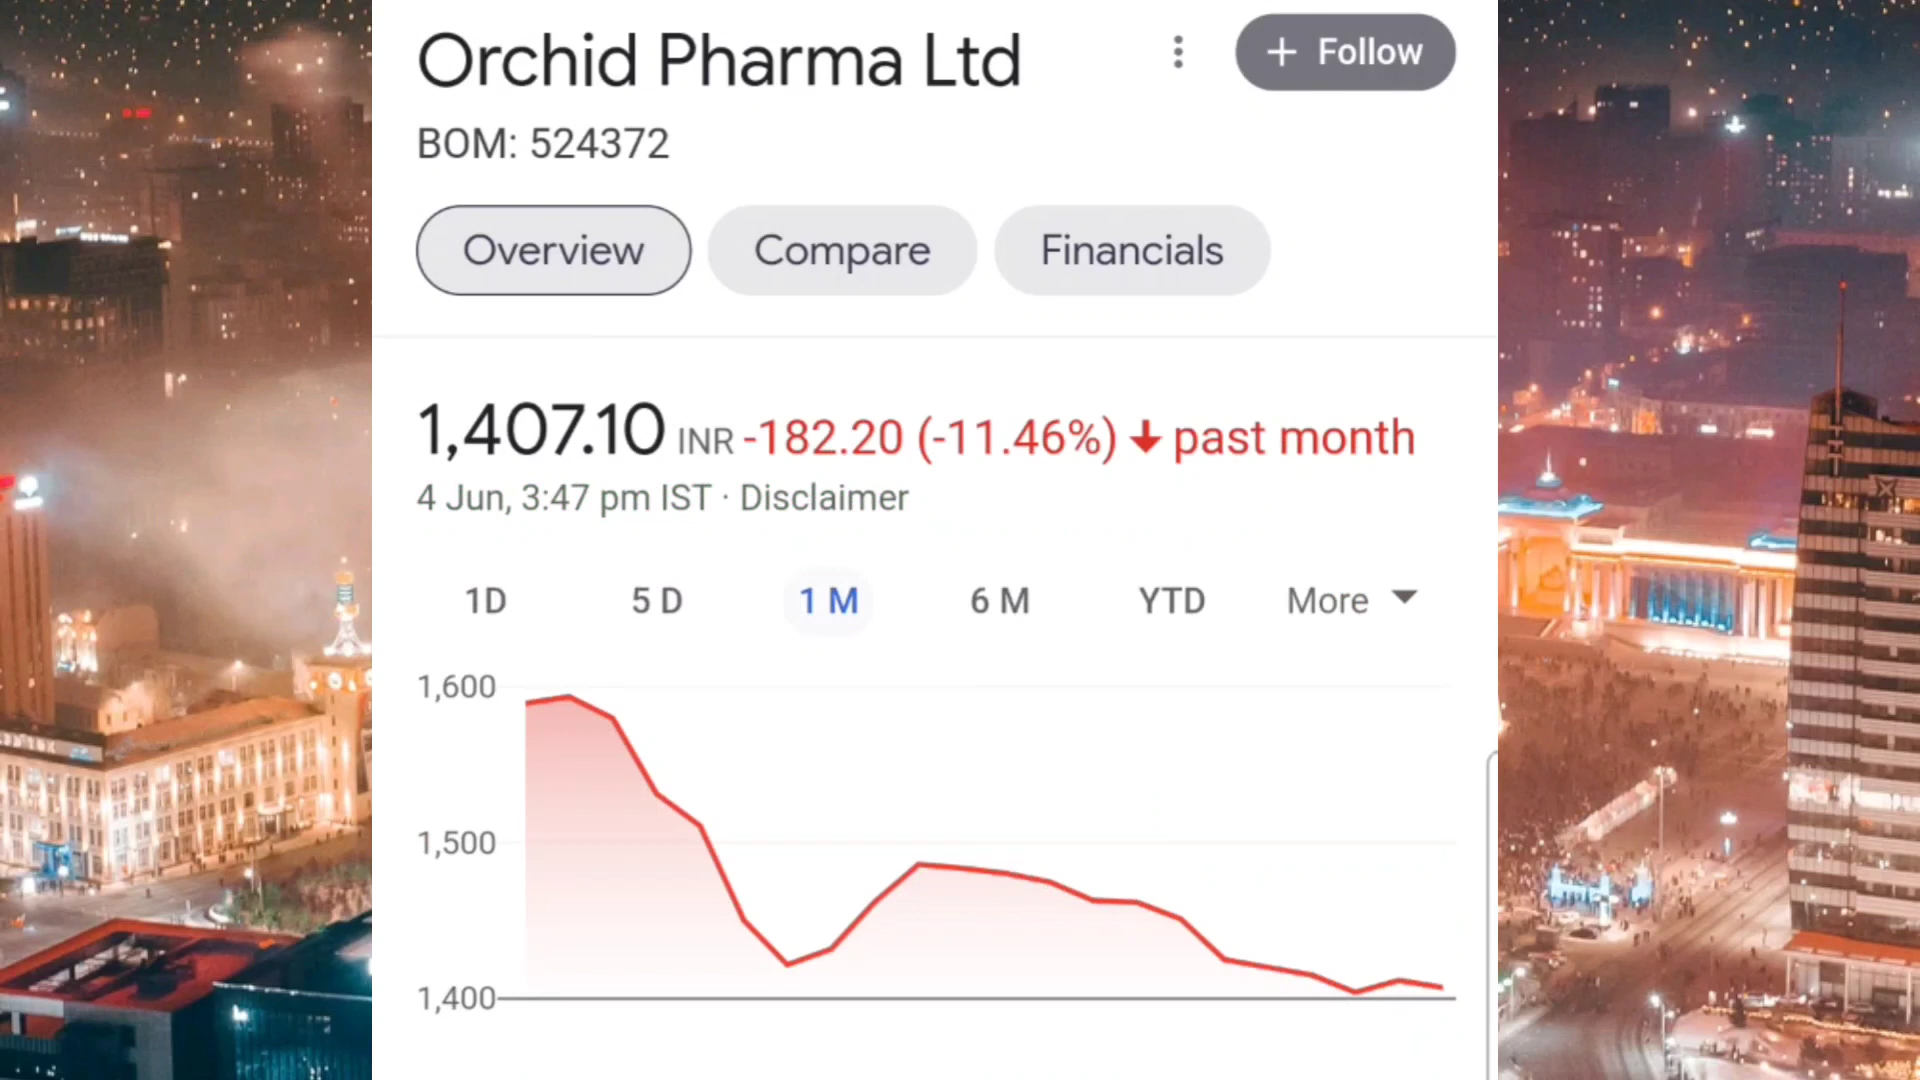 Orchid Pharma Ltd
+ Follow
BOM: 524372
Overview
Compare
Financials
1,407.10 INR -182.20 (-11.46%) ↓ past month
4 Jun, 3:47 pm IST · Disclaimer
1D 5 D 1 M 6 M YTD More
1,600
1,500
1,400